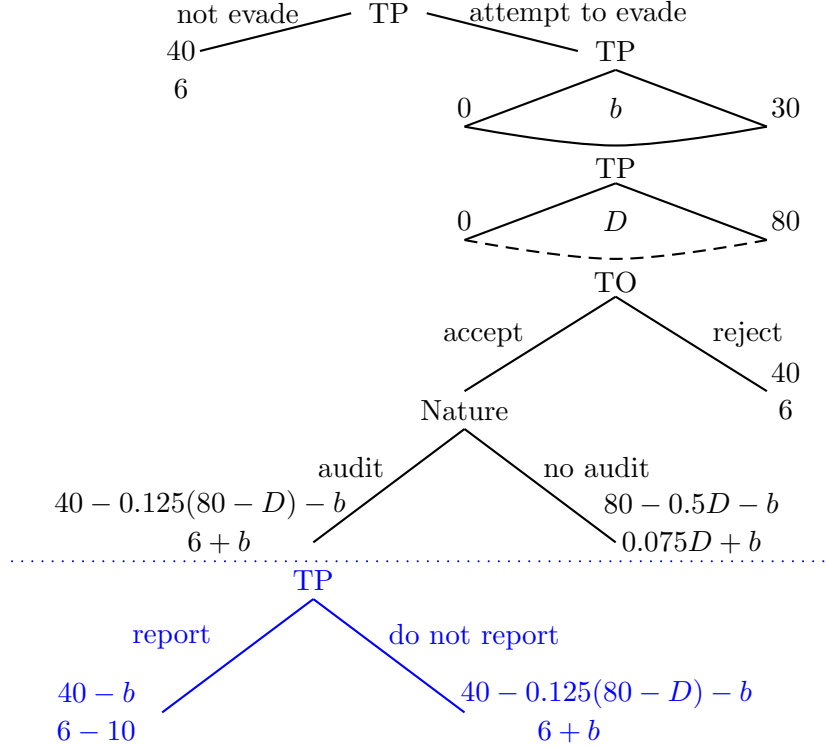 not evade TP attempt to evade
40 TP
6
0 b 30
TP
0 D 80
TO
accept reject
40
Nature 6
audit no audit
40 − 0.125(80 − D) − b 80 − 0.5D − b
6 + b 0.075D + b
TP
report do not report
40 − b 40 − 0.125(80 − D) − b
6 − 10 6 + b